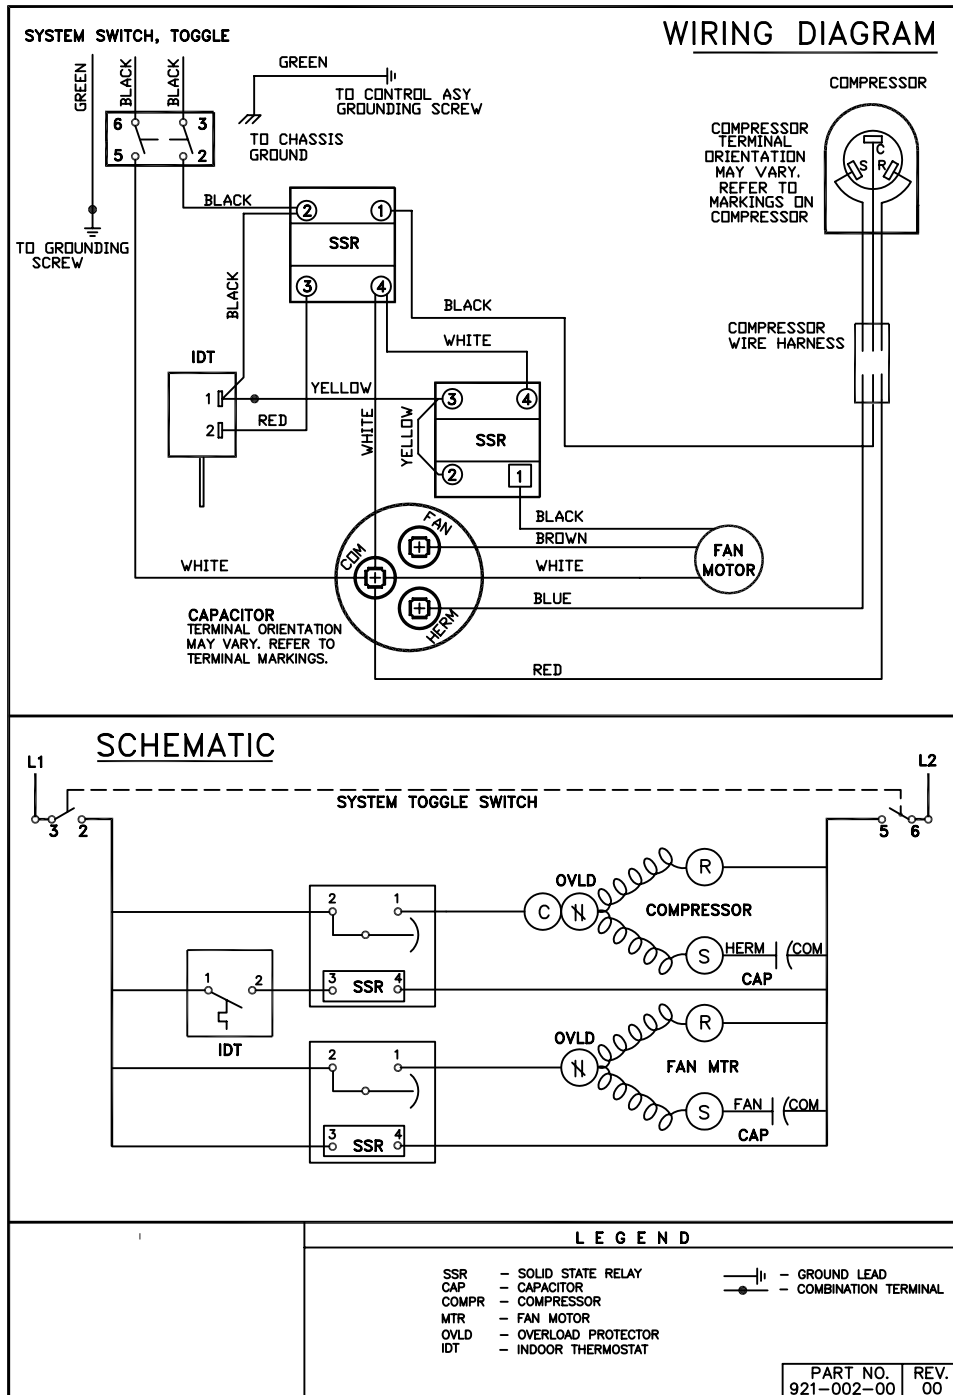 WIRING DIAGRAM
SYSTEM SWITCH, TOGGLE
GREEN
BLACK
BLACK
6
3
5
2
GREEN
TO CONTROL ASY
GROUNDING SCREW
TO CHASSIS
GROUND
TO GROUNDING
SCREW
COMPRESSOR
COMPRESSOR
TERMINAL
ORIENTATION
MAY VARY.
REFER TO
MARKINGS ON
COMPRESSOR
C
S
R
BLACK
2
1
SSR
3
4
BLACK
BLACK
WHITE
COMPRESSOR
WIRE HARNESS
IDT
1
2
YELLOW
RED
WHITE
YELLOW
3
4
SSR
2
1
BLACK
BROWN
WHITE
BLUE
FAN
MOTOR
FAN
COM
HERM
WHITE
CAPACITOR
TERMINAL ORIENTATION
MAY VARY. REFER TO
TERMINAL MARKINGS.
RED
SCHEMATIC
L1
L2
SYSTEM TOGGLE SWITCH
3
2
5
6
2
1
OVLD
C
R
COMPRESSOR
S
HERM
COM
CAP
3
SSR
4
1
2
IDT
2
1
OVLD
R
FAN MTR
S
FAN
COM
CAP
3
SSR
4
LEGEND
SSR – SOLID STATE RELAY
CAP – CAPACITOR
COMPR – COMPRESSOR
MTR – FAN MOTOR
OVLD – OVERLOAD PROTECTOR
IDT – INDOOR THERMOSTAT
– GROUND LEAD
– COMBINATION TERMINAL
PART NO.
921-002-00
REV.
00